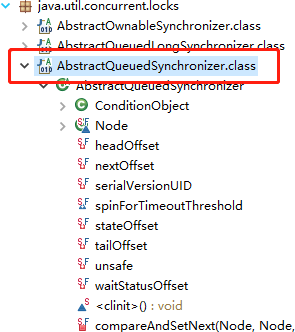 java.util.concurrent.locks
AbstractOwnableSynchronizer.class
AbstractQueuedLongSynchronizer.class
AbstractQueuedSynchronizer.class
AbstractQueuedSynchronizer
ConditionObject
Node
headOffset
nextOffset
serialVersionUID
spinForTimeoutThreshold
stateOffset
tailOffset
unsafe
waitStatusOffset
<clinit>() : void
compareAndSetNext(Node, Node,